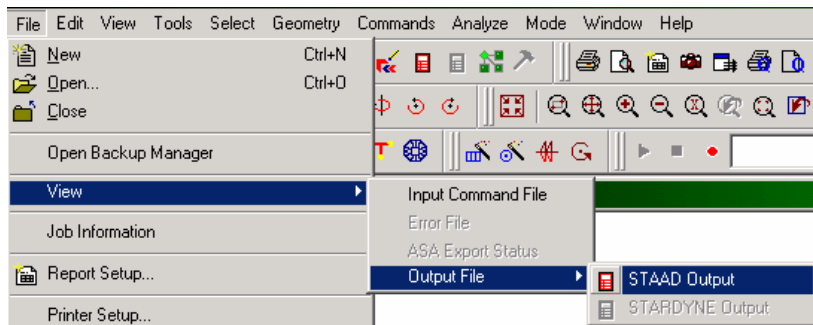 File Edit View Tools Select Geometry Commands Analyze Mode Window Help
New Ctrl+N
Open... Ctrl+O
Close
Open Backup Manager
View
Input Command File
Job Information
Error File
ASA Export Status
Report Setup...
Output File
STAAD Output
Printer Setup...
STARDYNE Output